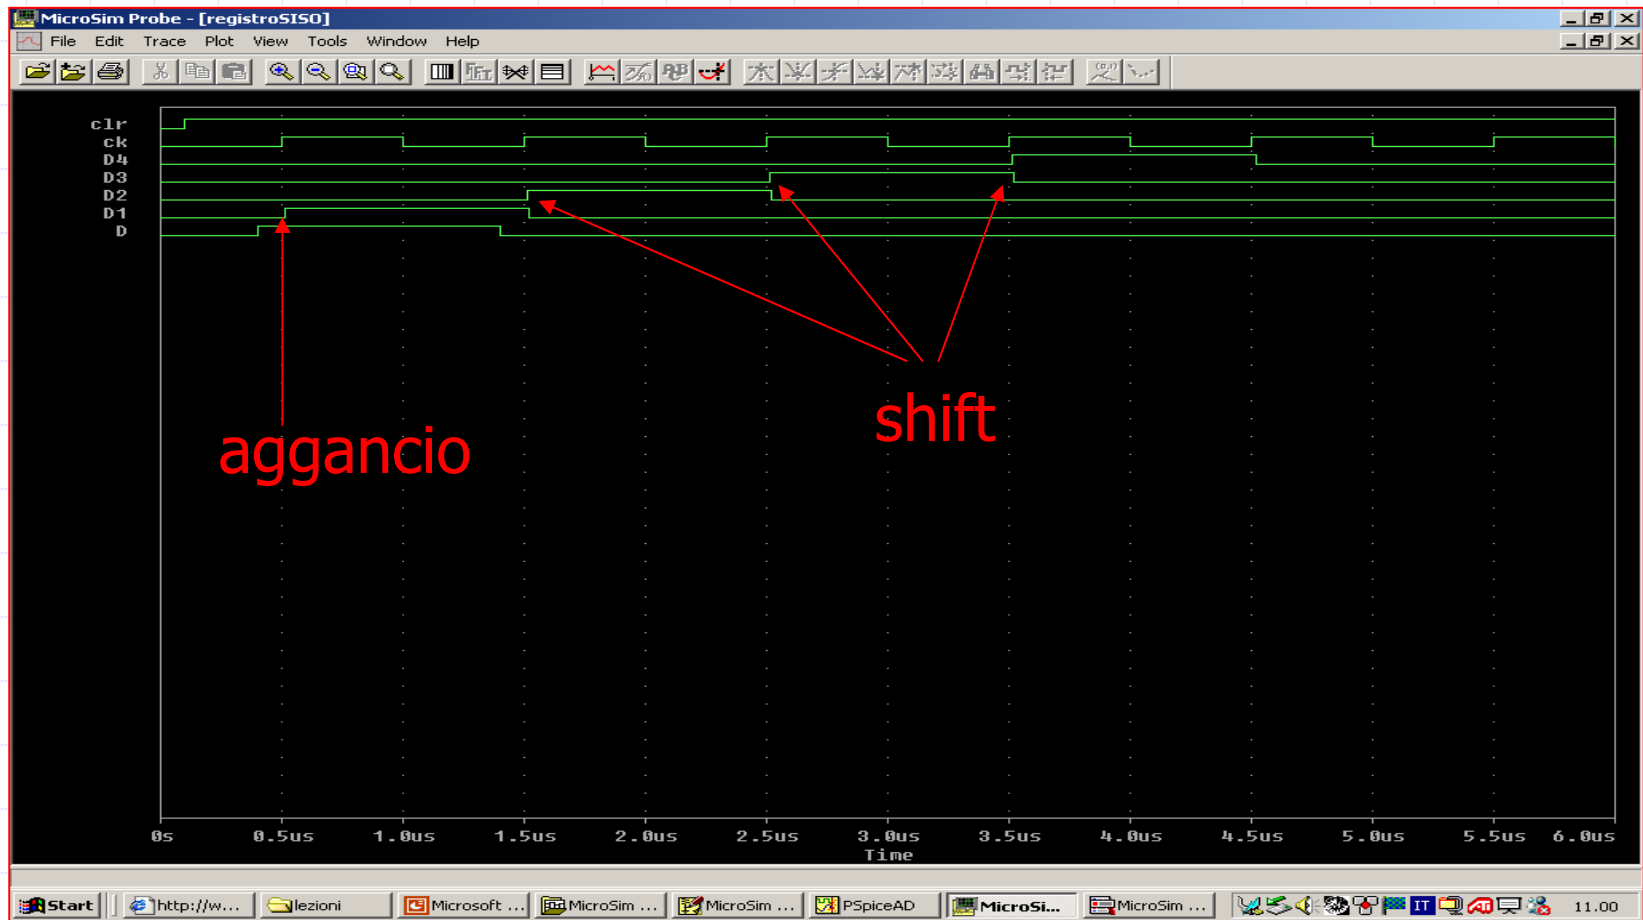 MicroSim Probe - [registroSISO]
File Edit Trace Plot View Tools Window Help
clr
ck
D4
D3
D2
D1
D
shift
aggancio
0s 0.5us 1.0us 1.5us 2.0us 2.5us 3.0us 3.5us 4.0us 4.5us 5.0us 5.5us 6.0us
Time
Start http://w... lezioni Microsoft ... MicroSim ... MicroSim ... PSpiceAD MicroSi... MicroSim ... IT 11.00